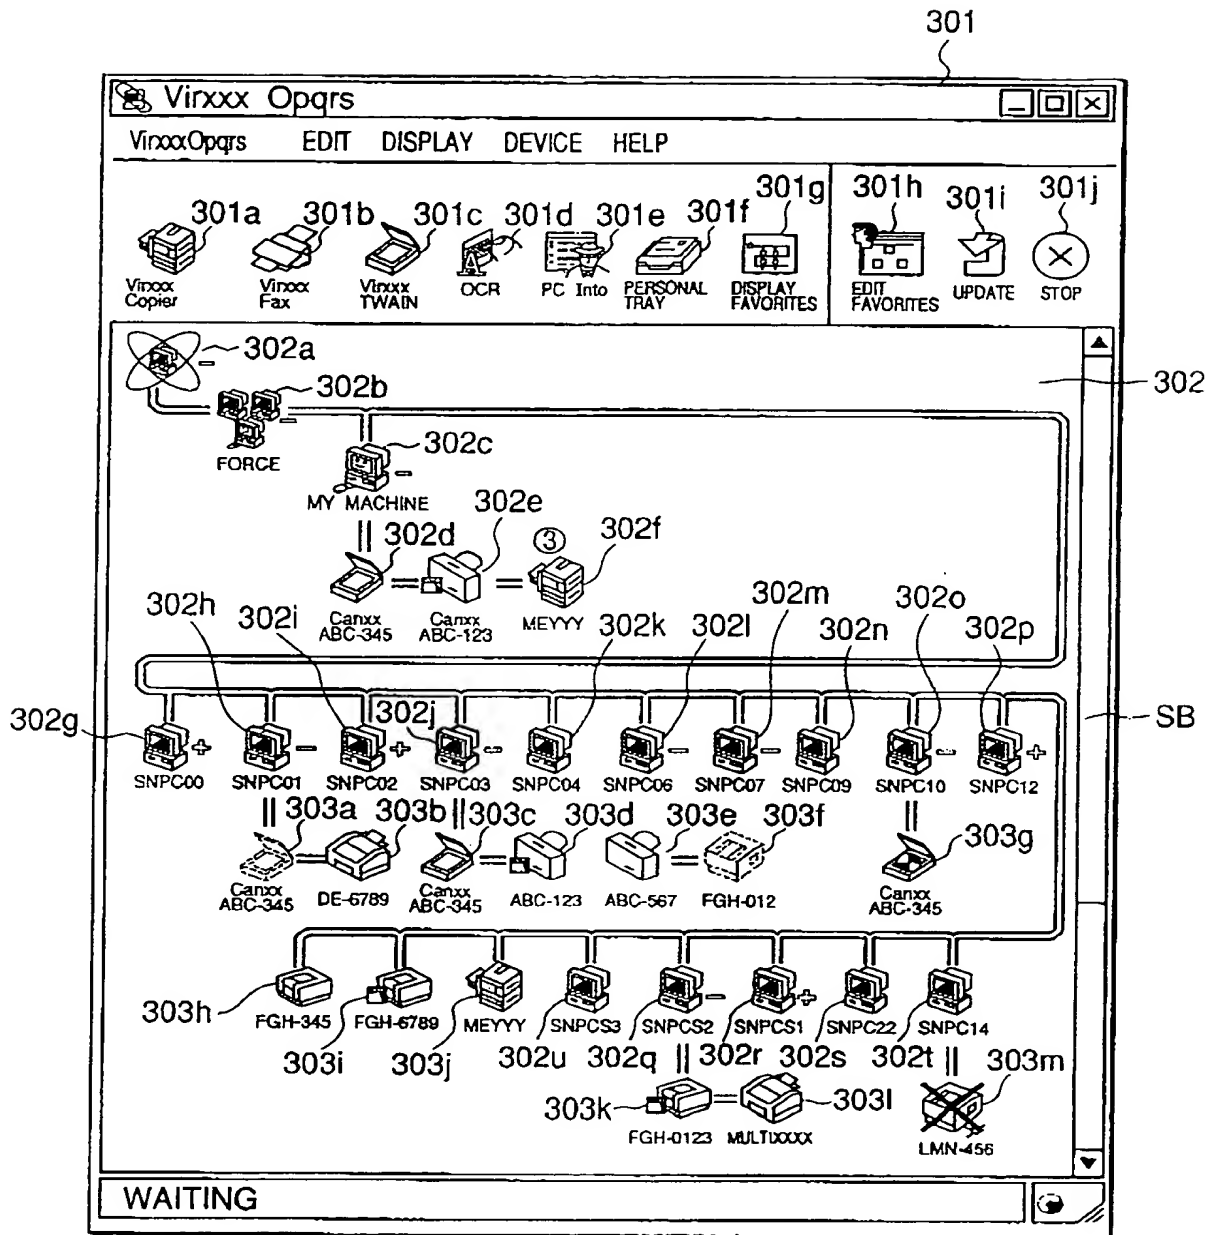 301
Virxxx Opqrs
VirxxxOpqrs EDIT DISPLAY DEVICE HELP
301a 301b 301c 301d 301e 301f 301g 301h 301i 301j
Virxxx Copier
Virxxx Fax
Virxxx TWAIN
OCR
PC Into
PERSONAL TRAY
DISPLAY FAVORITES
EDIT FAVORITES
UPDATE
STOP
302a
302
302b
FORCE
302c
MY MACHINE
302d 302e 3 302f
Canxx ABC-345
Canxx ABC-123
MEYYY
302h 302i 302k 302l 302m 302n 302o 302p
302g 302j SB
SNPC00 SNPC01 SNPC02 SNPC03 SNPC04 SNPC06 SNPC07 SNPC09 SNPC10 SNPC12
303a 303b 303c 303d 303e 303f 303g
Canxx ABC-345
DE-6789
Canxx ABC-345
ABC-123
ABC-567
FGH-012
Canxx ABC-345
303h
FGH-345 FGH-6789 MEYYY SNPCS3 SNPCS2 SNPCS1 SNPC22 SNPC14
303i 303j 302u 302q 302r 302s 302t 303m
303k 303l
FGH-0123 MULTIXXXX LMN-456
WAITING